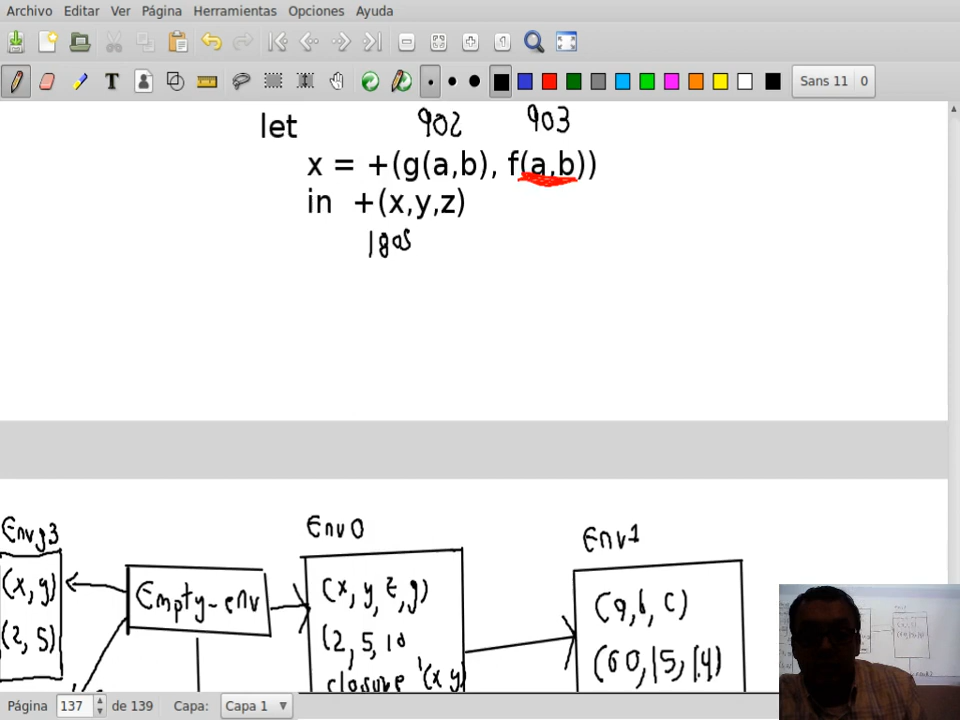 Archivo Editar Ver Página Herramientas Opciones Ayuda
Sans 11 0
let 902 903
x = +(g(a,b), f(a,b))
in +(x,y,z)
1805
Envg3
(x, y)
(2, 5)
Empty-env
Env0
(x, y, z, g)
(2, 5, 10
closure '(x y)
Env1
(a, b, c)
(60, 15, 14)
Página 137 de 139 Capa: Capa 1